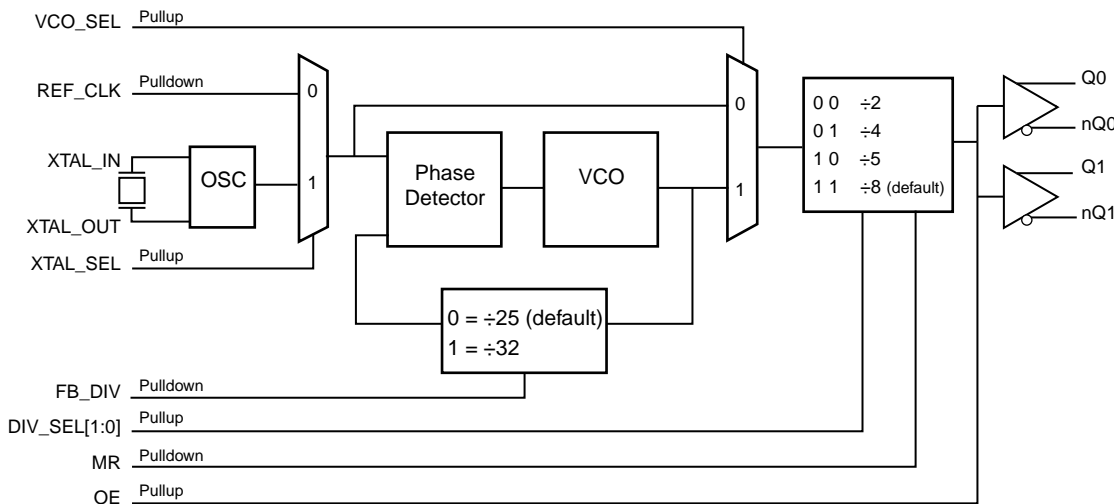 VCO_SEL Pullup
REF_CLK Pulldown
XTAL_IN
XTAL_OUT
OSC
XTAL_SEL Pullup
0
1
Phase
Detector
VCO
0
1
0 = ÷25 (default)
1 = ÷32
0 0 ÷2
0 1 ÷4
1 0 ÷5
1 1 ÷8 (default)
Q0
nQ0
Q1
nQ1
FB_DIV Pulldown
DIV_SEL[1:0] Pullup
MR Pulldown
OE Pullup